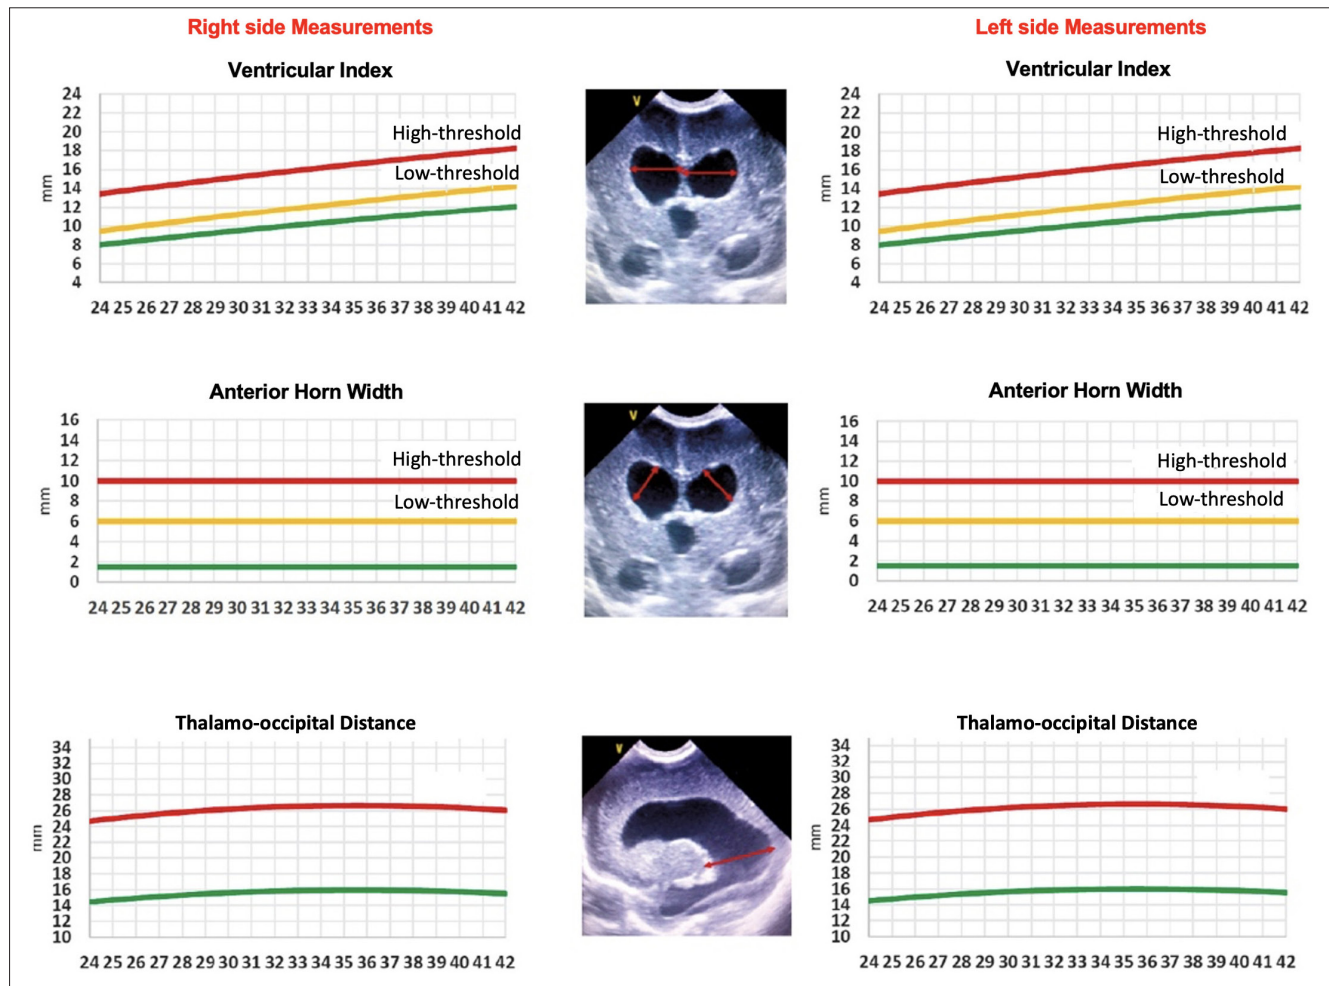 Right side Measurements
Left side Measurements
Ventricular Index
24
22
20
18
16
14
12
10
8
6
4
mm
High-threshold
Low-threshold
24 25 26 27 28 29 30 31 32 33 34 35 36 37 38 39 40 41 42
V
Ventricular Index
24
22
20
18
16
14
12
10
8
6
4
mm
High-threshold
Low-threshold
24 25 26 27 28 29 30 31 32 33 34 35 36 37 38 39 40 41 42
Anterior Horn Width
16
14
12
10
8
6
4
2
0
mm
High-threshold
Low-threshold
24 25 26 27 28 29 30 31 32 33 34 35 36 37 38 39 40 41 42
V
Anterior Horn Width
16
14
12
10
8
6
4
2
0
mm
High-threshold
Low-threshold
24 25 26 27 28 29 30 31 32 33 34 35 36 37 38 39 40 41 42
Thalamo-occipital Distance
34
32
30
28
26
24
22
20
18
16
14
12
10
mm
24 25 26 27 28 29 30 31 32 33 34 35 36 37 38 39 40 41 42
V
Thalamo-occipital Distance
34
32
30
28
26
24
22
20
18
16
14
12
10
mm
24 25 26 27 28 29 30 31 32 33 34 35 36 37 38 39 40 41 42